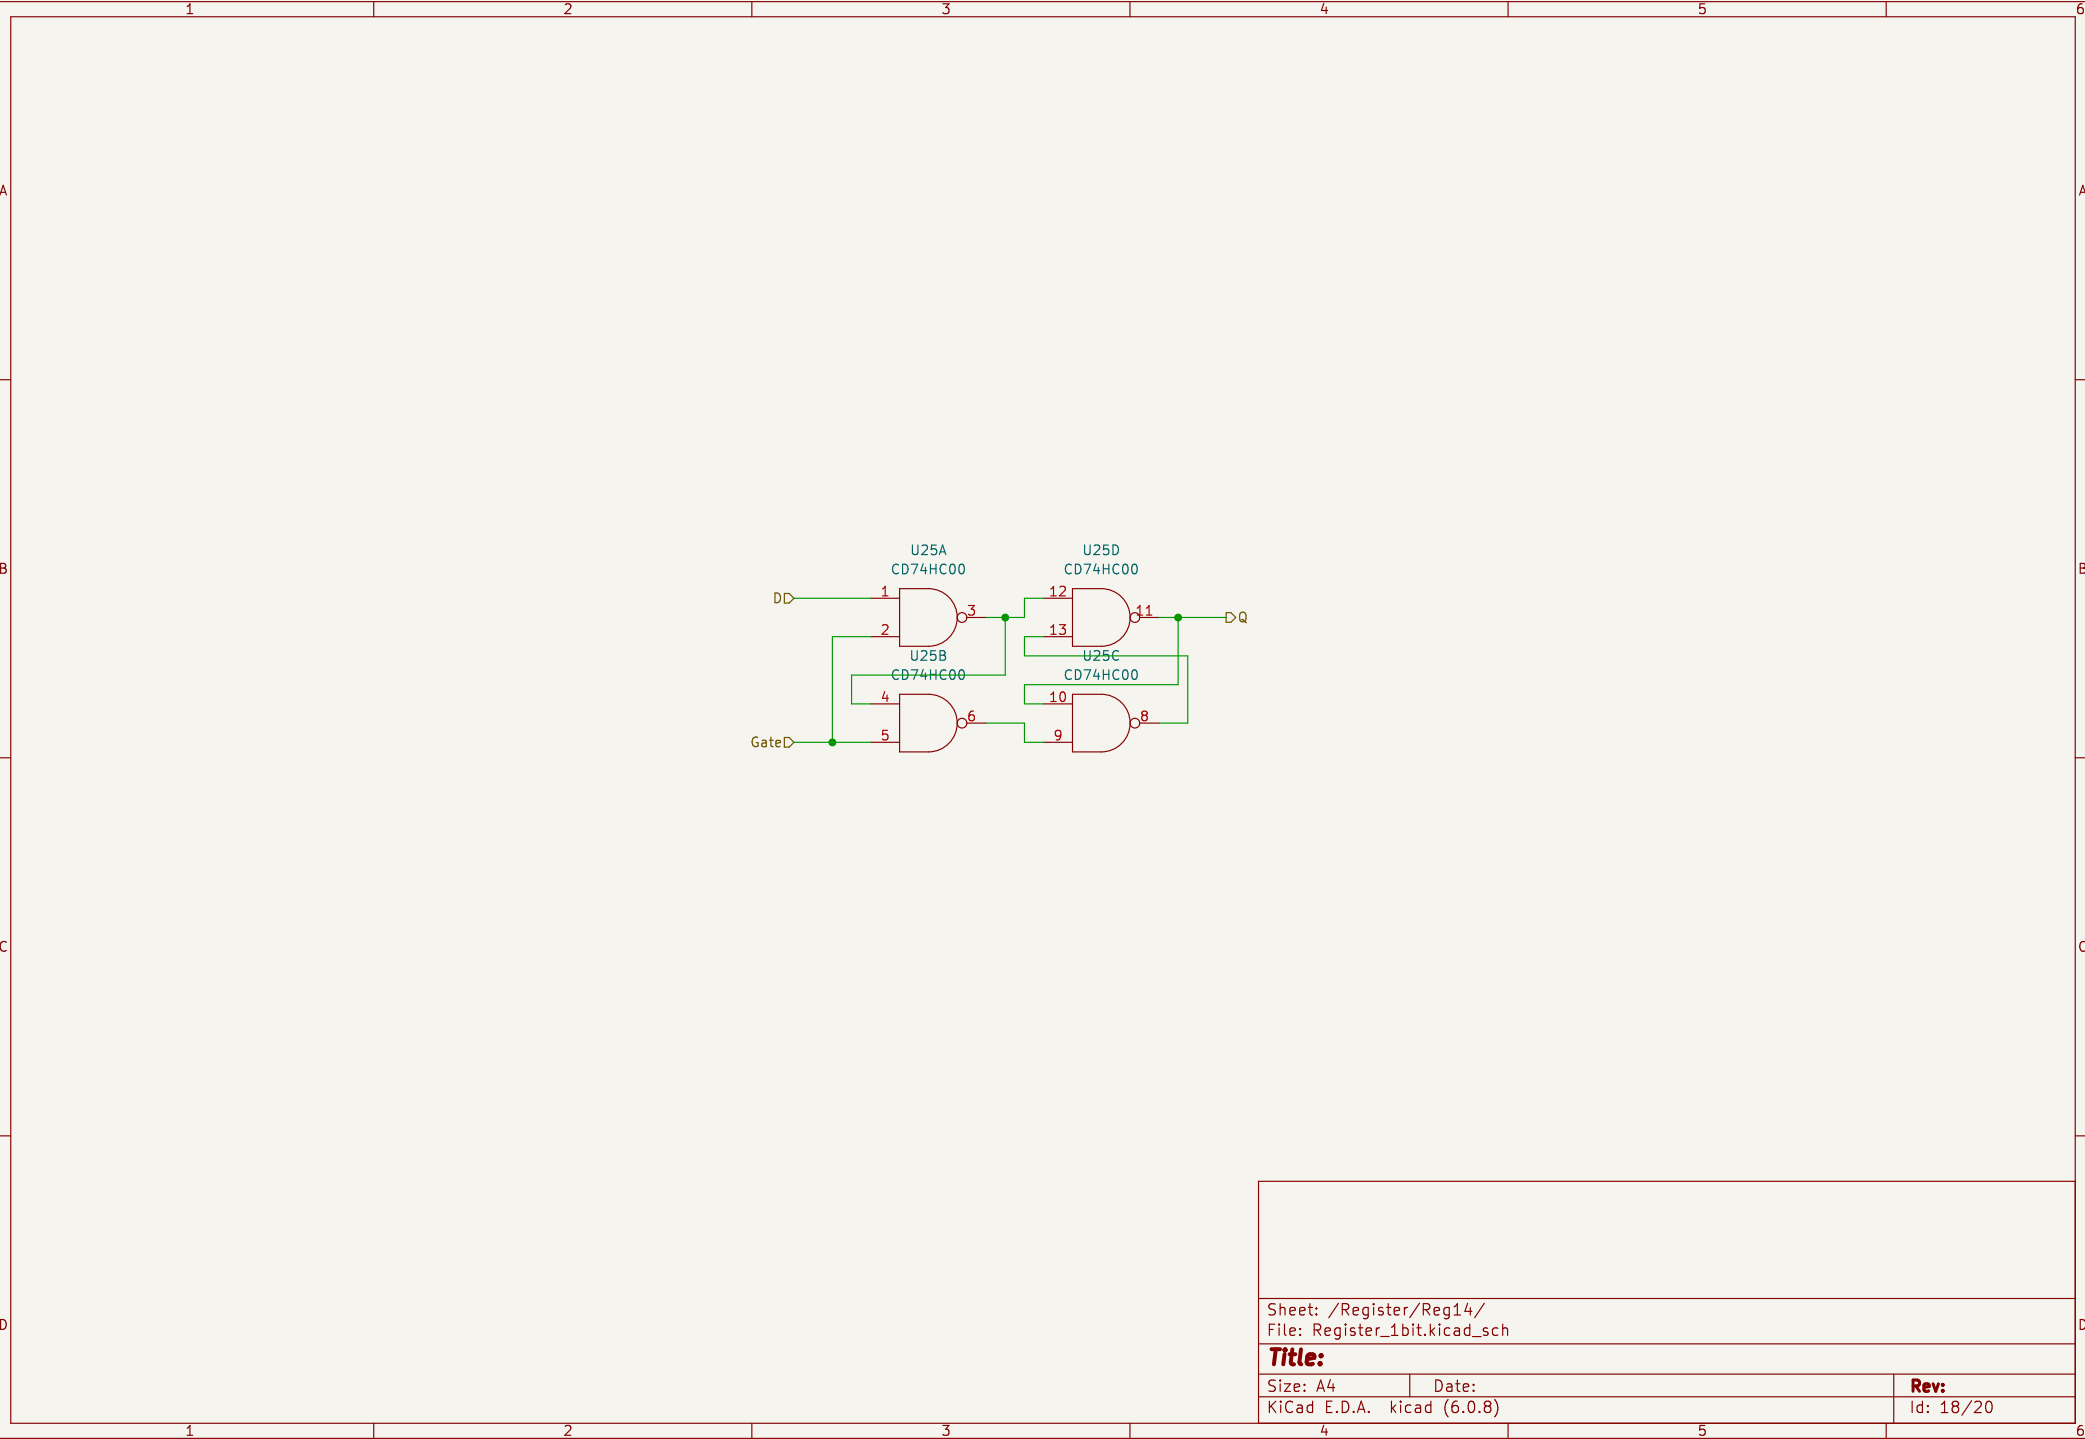 1 2 3 4 5 6
A A
U25A U25D
CD74HC00 CD74HC00
B B
D 1 3 12 11 Q
2 13
U25B U25C
CD74HC00 CD74HC00
4 6 10 8
Gate 5 9
C C
Sheet: /Register/Reg14/
File: Register_1bit.kicad_sch
D D
Title:
Size: A4 Date: Rev:
KiCad E.D.A. kicad (6.0.8) Id: 18/20
1 2 3 4 5 6